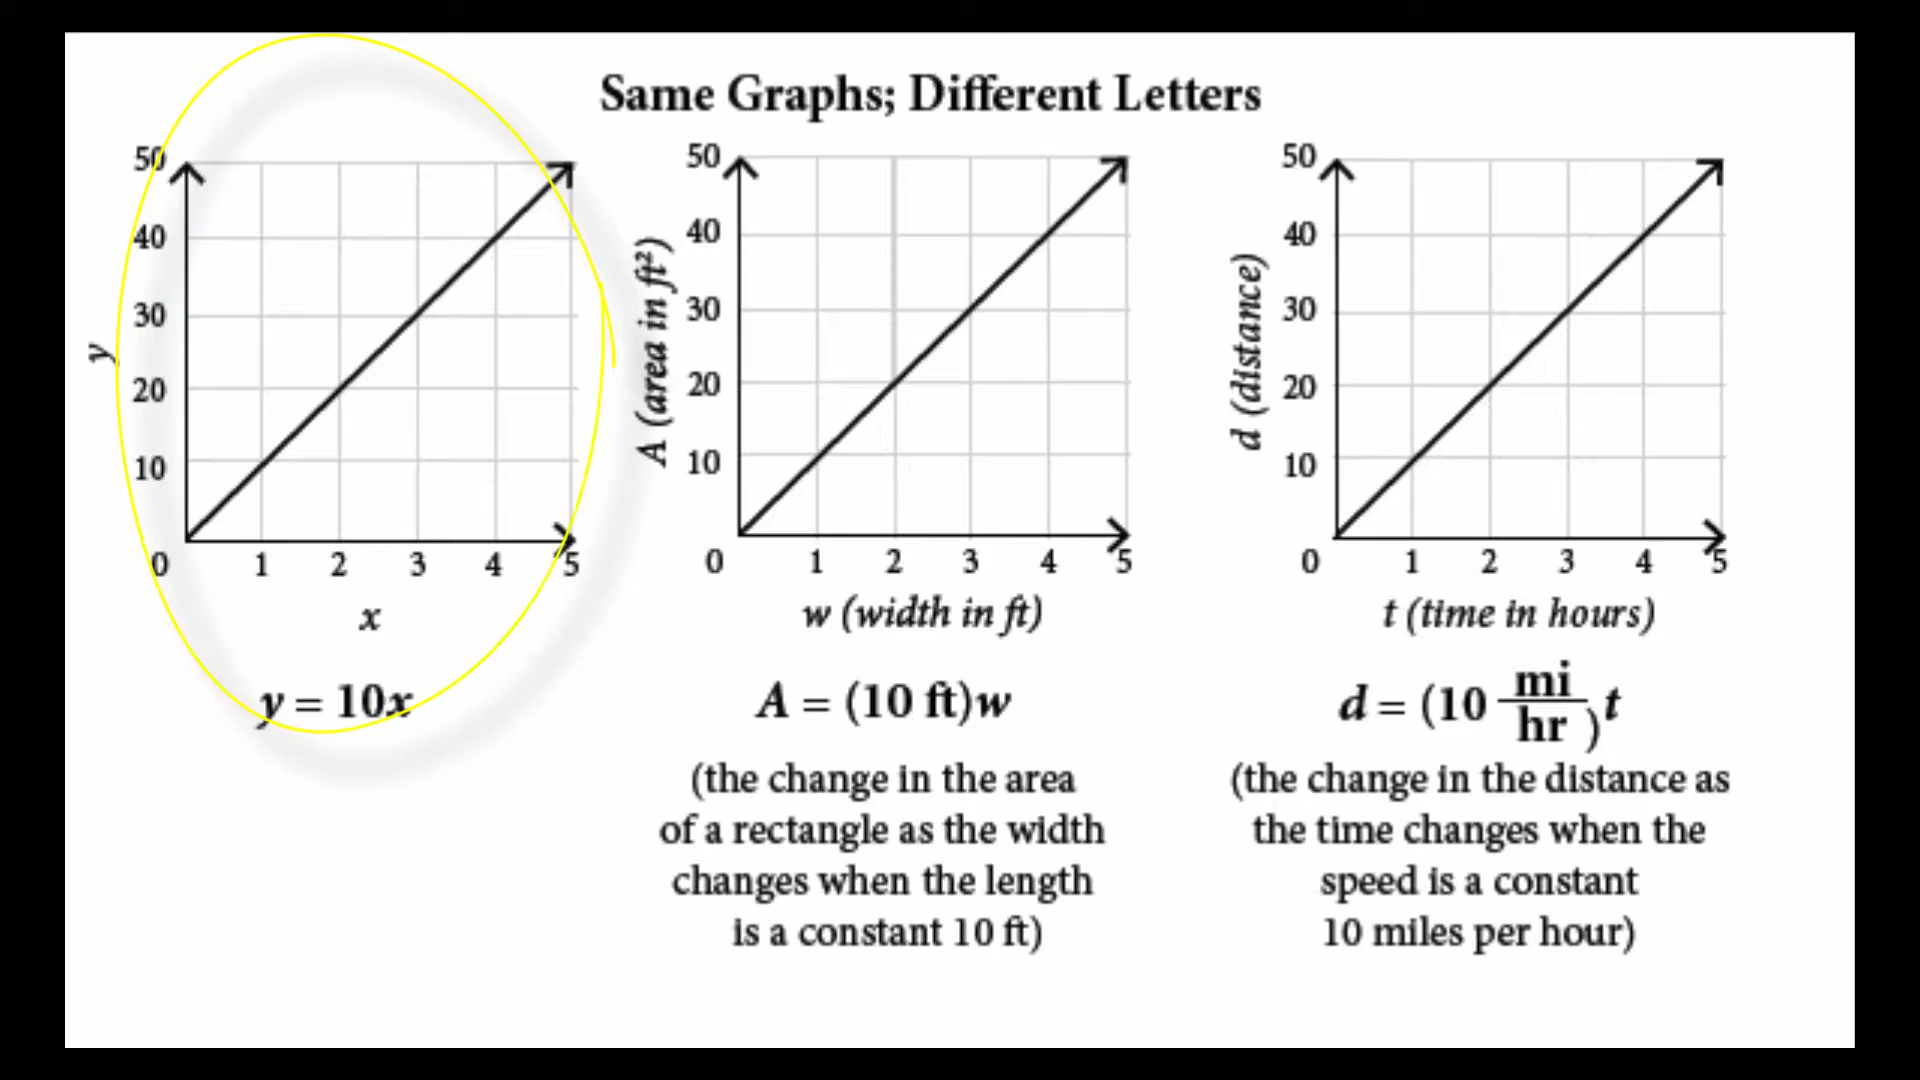 Same Graphs; Different Letters
50
40
30
20
10
0
1 2 3 4 5
y
x
y = 10x
50
40
30
20
10
0
1 2 3 4 5
A (area in ft²)
w (width in ft)
A = (10 ft)w
(the change in the area
of a rectangle as the width
changes when the length
is a constant 10 ft)
50
40
30
20
10
0
1 2 3 4 5
d (distance)
t (time in hours)
d = (10 mi/hr)t
(the change in the distance as
the time changes when the
speed is a constant
10 miles per hour)